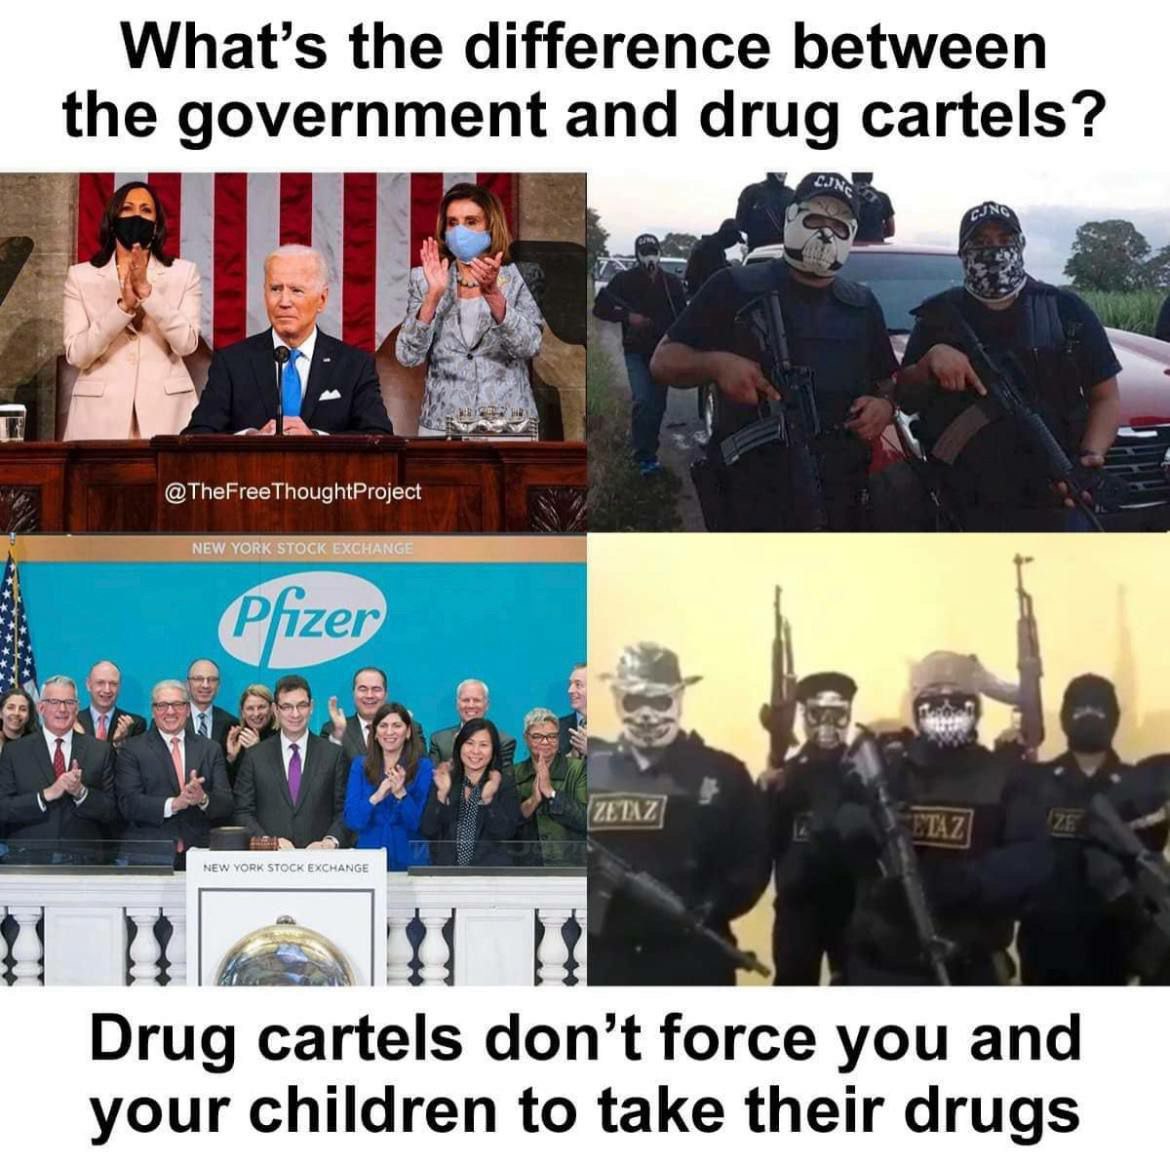 What's the difference between
the government and drug cartels?
CJNG
CJNG
@TheFreeThoughtProject
NEW YORK STOCK EXCHANGE
Pfizer
ZETAZ
ETAZ
ZE
NEW YORK STOCK EXCHANGE
Drug cartels don't force you and
your children to take their drugs